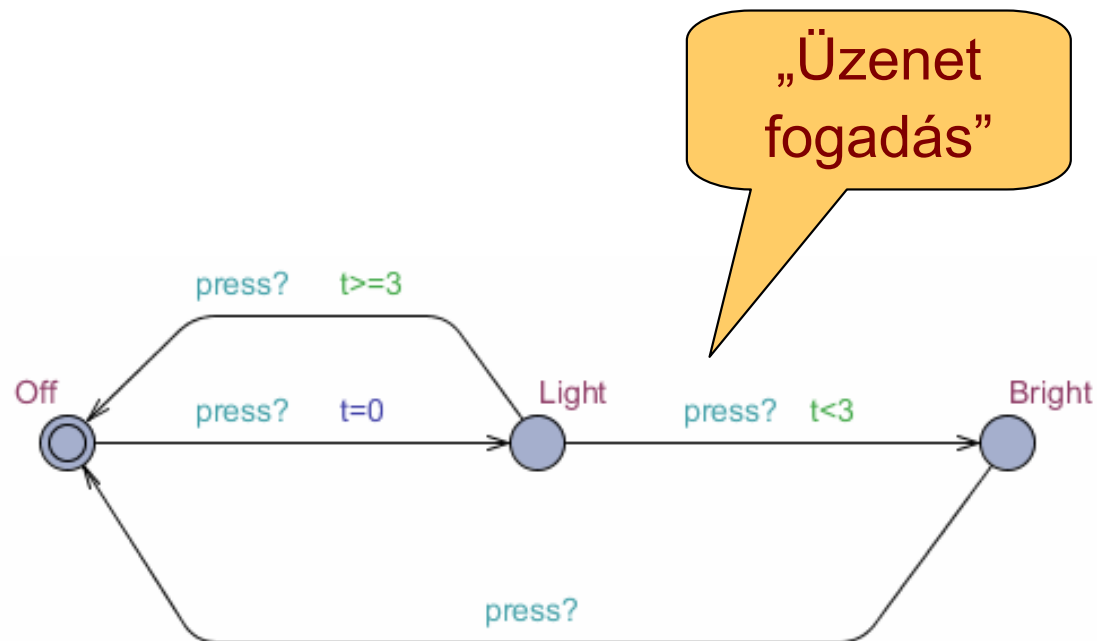 „Üzenet
fogadás”
press? t>=3
Off
Light
Bright
press? t=0
press? t<3
press?